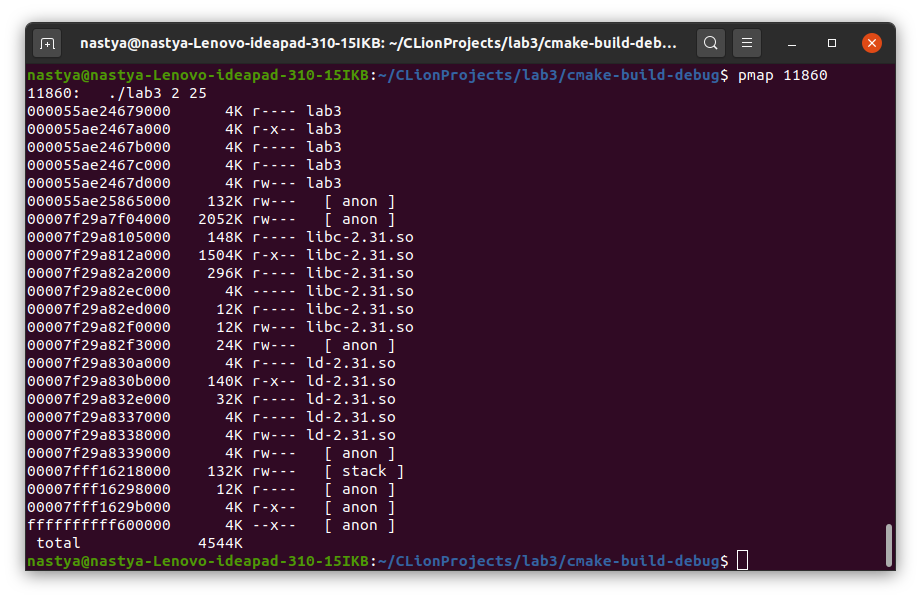 nastya@nastya-Lenovo-ideapad-310-15IKB: ~/CLionProjects/lab3/cmake-build-deb...
nastya@nastya-Lenovo-ideapad-310-15IKB:~/CLionProjects/lab3/cmake-build-debug$ pmap 11860
11860:   ./lab3 2 25
000055ae24679000      4K r---- lab3
000055ae2467a000      4K r-x-- lab3
000055ae2467b000      4K r---- lab3
000055ae2467c000      4K r---- lab3
000055ae2467d000      4K rw--- lab3
000055ae25865000    132K rw---   [ anon ]
00007f29a7f04000   2052K rw---   [ anon ]
00007f29a8105000    148K r---- libc-2.31.so
00007f29a812a000   1504K r-x-- libc-2.31.so
00007f29a82a2000    296K r---- libc-2.31.so
00007f29a82ec000      4K ----- libc-2.31.so
00007f29a82ed000     12K r---- libc-2.31.so
00007f29a82f0000     12K rw--- libc-2.31.so
00007f29a82f3000     24K rw---   [ anon ]
00007f29a830a000      4K r---- ld-2.31.so
00007f29a830b000    140K r-x-- ld-2.31.so
00007f29a832e000     32K r---- ld-2.31.so
00007f29a8337000      4K r---- ld-2.31.so
00007f29a8338000      4K rw--- ld-2.31.so
00007f29a8339000      4K rw---   [ anon ]
00007fff16218000    132K rw---   [ stack ]
00007fff16298000     12K r----   [ anon ]
00007fff1629b000      4K r-x--   [ anon ]
ffffffffff600000      4K --x--   [ anon ]
 total             4544K
nastya@nastya-Lenovo-ideapad-310-15IKB:~/CLionProjects/lab3/cmake-build-debug$